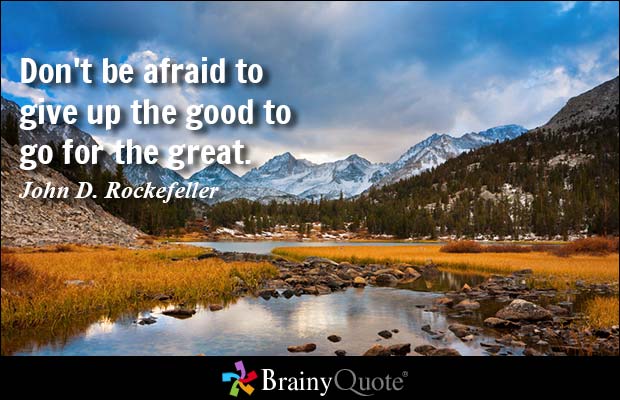 Don't be afraid to
give up the good to
go for the great.
John D. Rockefeller
BrainyQuote®